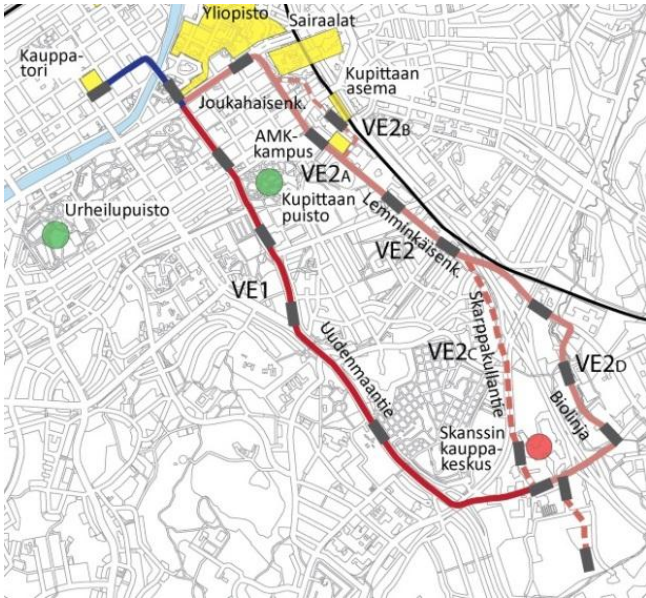 Yliopisto
Sairaalat
Kauppa-
tori
Kupittaan
asema
Joukahaisenk.
AMK-
kampus
VE2B
VE2A
Kupittaan
puisto
Urheilupuisto
Lemminkäisenk.
VE2
VE1
Uudenmaantie
VE2C
Skarppakullantie
VE2D
Biolinja
Skanssin
kauppa-
keskus